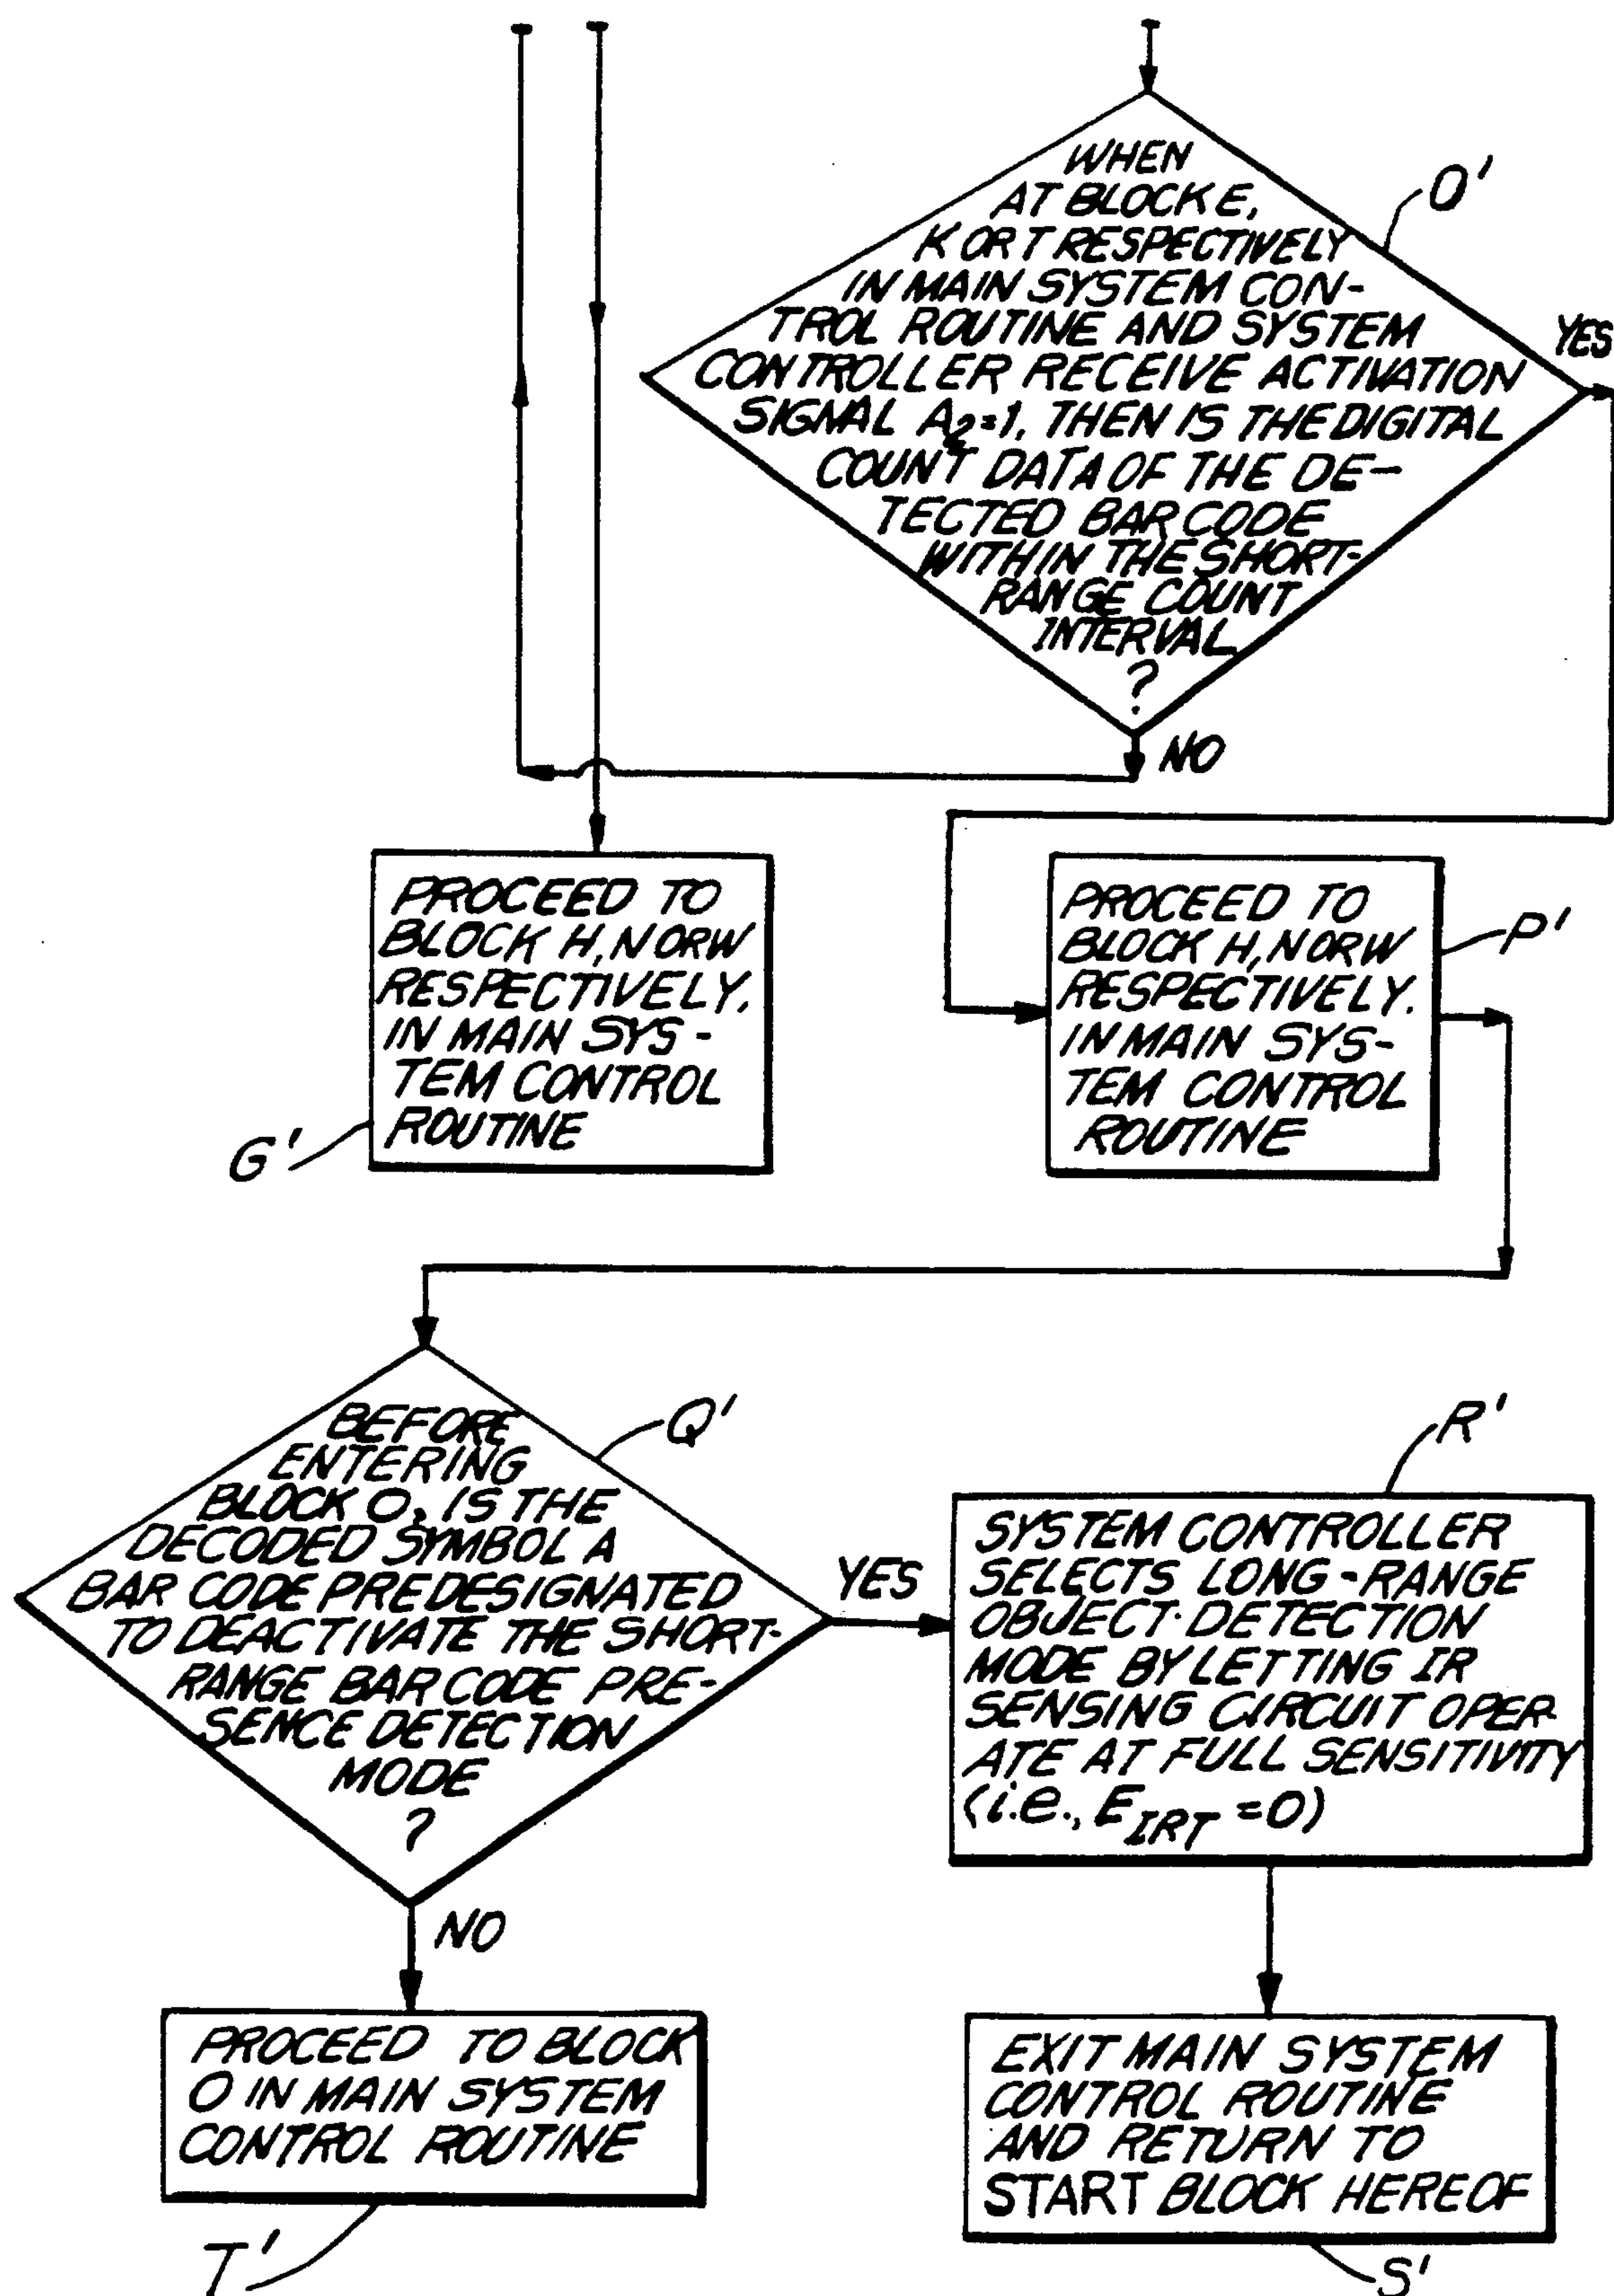 WHEN
AT BLOCK E,
K OR T RESPECTIVELY
IN MAIN SYSTEM CON-
TROL ROUTINE AND SYSTEM
CONTROLLER RECEIVE ACTIVATION
SIGNAL A2=1, THEN IS THE DIGITAL
COUNT DATA OF THE DE-
TECTED BAR CODE
WITHIN THE SHORT-
RANGE COUNT
INTERVAL
?
O'
YES
NO
PROCEED TO
BLOCK H, N OR W
RESPECTIVELY.
IN MAIN SYS-
TEM CONTROL
ROUTINE
G'
PROCEED TO
BLOCK H, N OR W
RESPECTIVELY.
IN MAIN SYS-
TEM CONTROL
ROUTINE
P'
BEFORE
ENTERING
BLOCK O, IS THE
DECODED SYMBOL A
BAR CODE PREDESIGNATED
TO DEACTIVATE THE SHORT-
RANGE BAR CODE PRE-
SENCE DETECTION
MODE
?
Q'
YES
NO
SYSTEM CONTROLLER
SELECTS LONG-RANGE
OBJECT-DETECTION
MODE BY LETTING IR
SENSING CIRCUIT OPER-
ATE AT FULL SENSITIVITY
(i.e., E IRT =0)
R'
PROCEED TO BLOCK
O IN MAIN SYSTEM
CONTROL ROUTINE
T'
EXIT MAIN SYSTEM
CONTROL ROUTINE
AND RETURN TO
START BLOCK HEREOF
S'